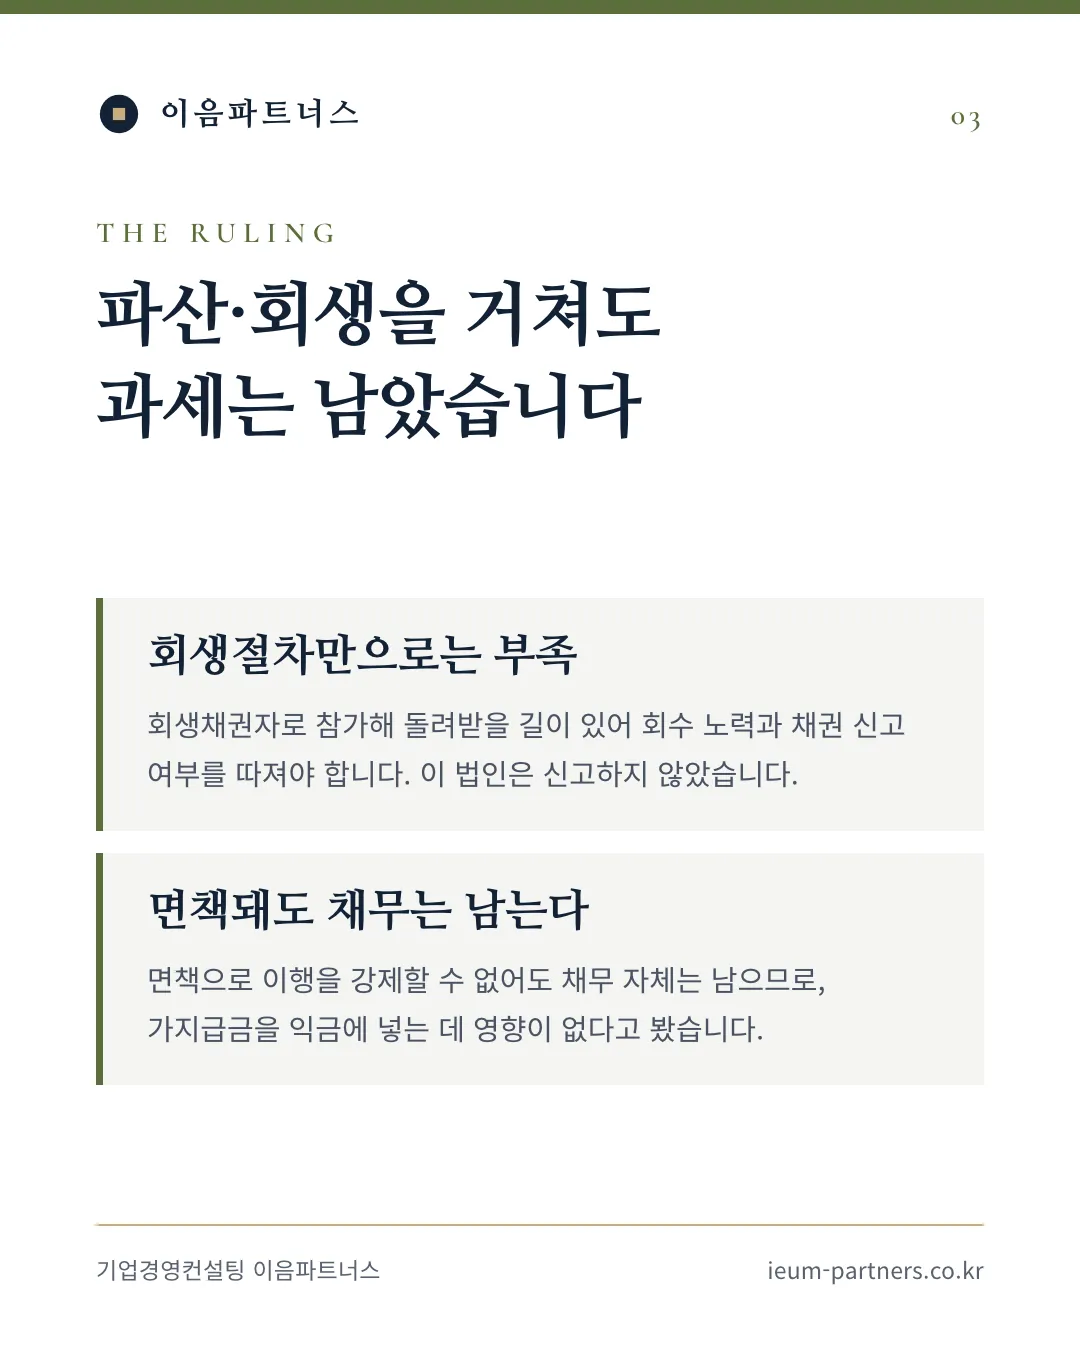 이음파트너스
03
THE RULING
파산·회생을 거쳐도
과세는 남았습니다
회생절차만으로는 부족
회생채권자로 참가해 돌려받을 길이 있어 회수 노력과 채권 신고
여부를 따져야 합니다. 이 법인은 신고하지 않았습니다.
면책돼도 채무는 남는다
면책으로 이행을 강제할 수 없어도 채무 자체는 남으므로,
가지급금을 익금에 넣는 데 영향이 없다고 봤습니다.
기업경영컨설팅 이음파트너스
ieum-partners.co.kr